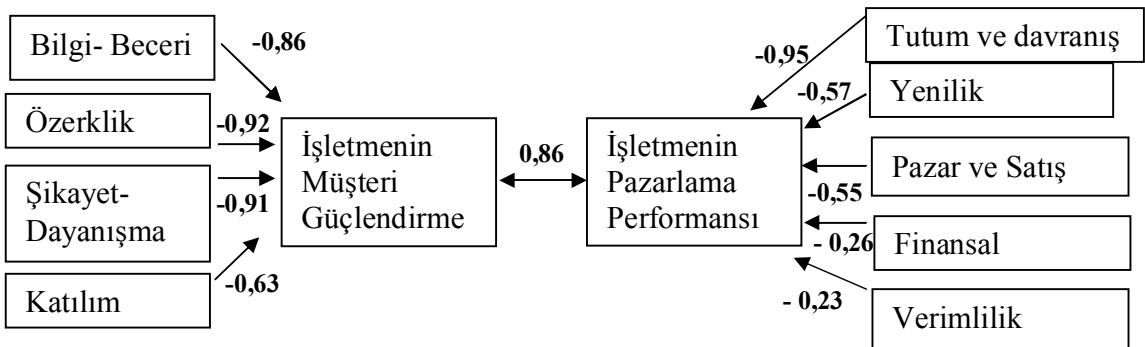 Bilgi- Beceri
-0,86
Özerklik
-0,92
Şikayet-
Dayanışma
-0,91
Katılım
-0,63
İşletmenin
Müşteri
Güçlendirme
0,86
İşletmenin
Pazarlama
Performansı
Tutum ve davranış
-0,95
Yenilik
-0,57
Pazar ve Satış
-0,55
Finansal
- 0,26
Verimlilik
- 0,23